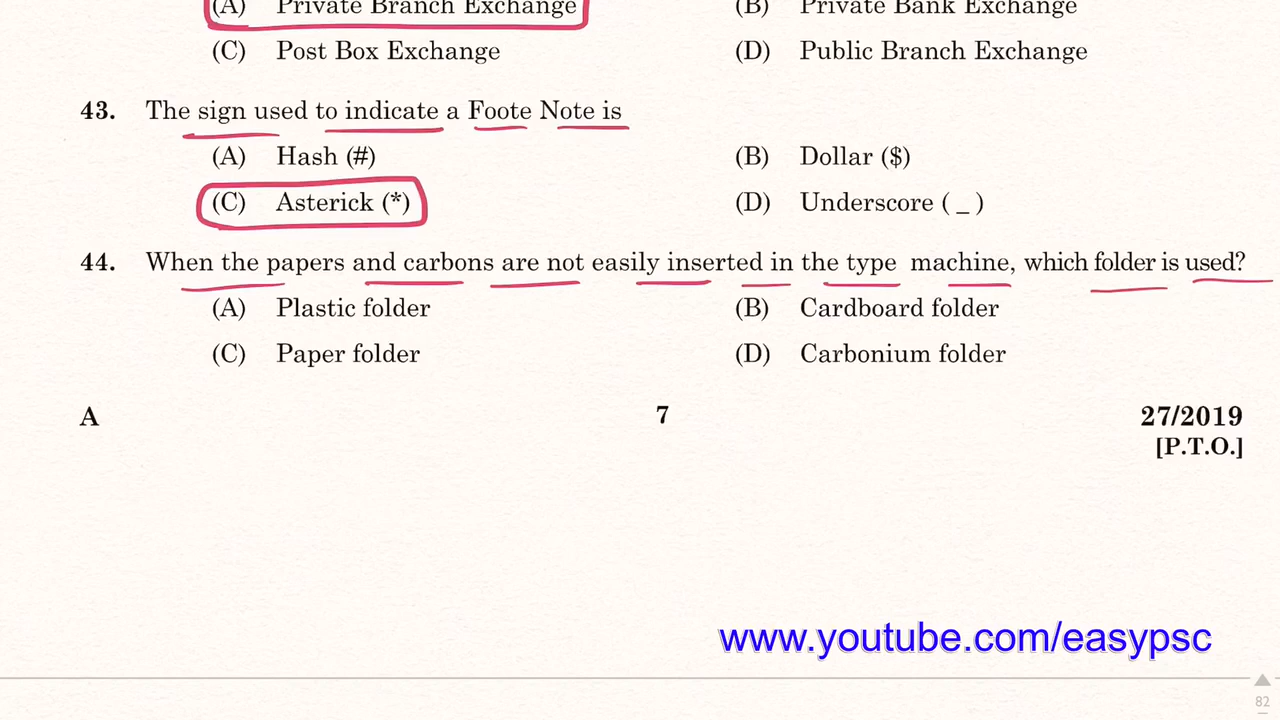 (A) Private Branch Exchange (B) Private Bank Exchange
(C) Post Box Exchange (D) Public Branch Exchange
43. The sign used to indicate a Foote Note is
(A) Hash (#) (B) Dollar ($)
(C) Asterick (*) (D) Underscore ( _ )
44. When the papers and carbons are not easily inserted in the type machine, which folder is used?
(A) Plastic folder (B) Cardboard folder
(C) Paper folder (D) Carbonium folder
A 7 27/2019
[P.T.O.]
www.youtube.com/easypsc
82